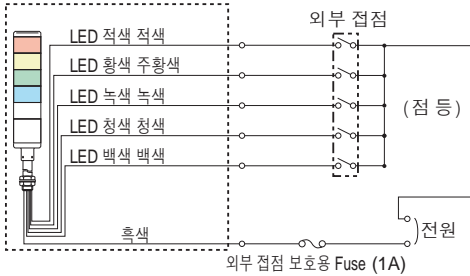 외부 접점
LED 적색 적색
LED 황색 주황색
LED 녹색 녹색
(점 등)
LED 청색 청색
LED 백색 백색
흑색
전원
외부 접점 보호용 Fuse (1A)